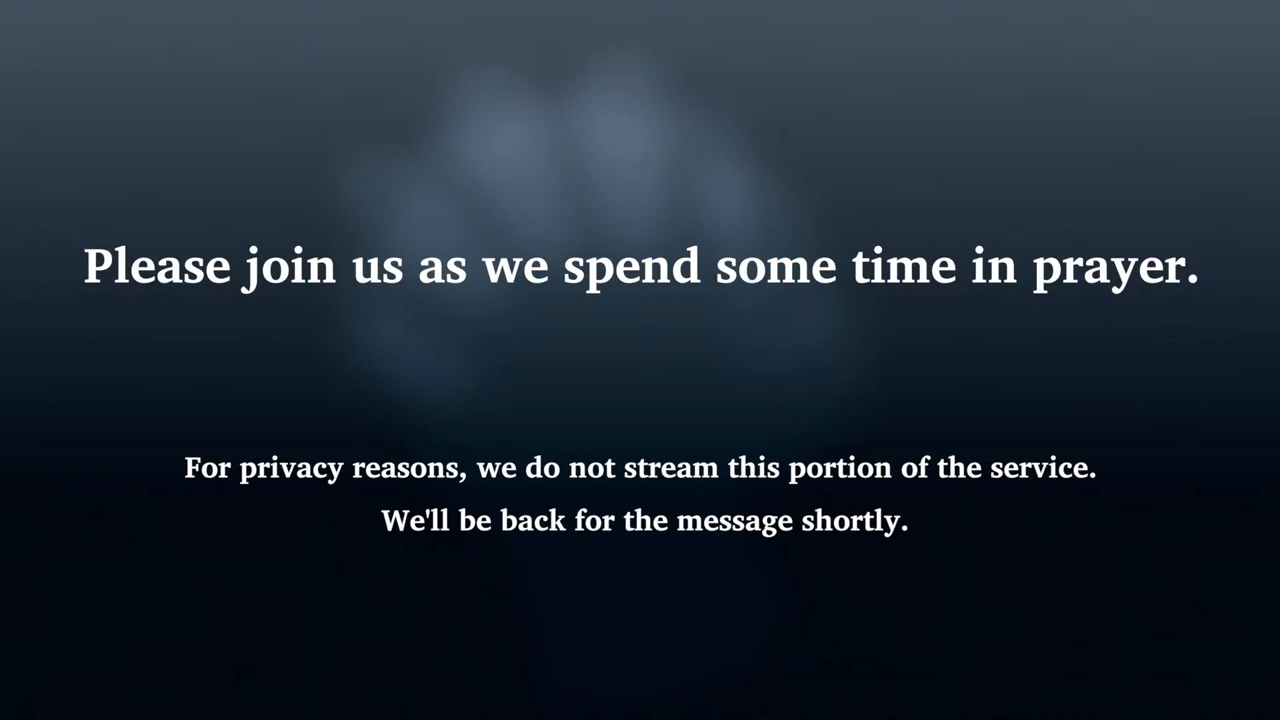 Please join us as we spend some time in prayer.
For privacy reasons, we do not stream this portion of the service.
We'll be back for the message shortly.